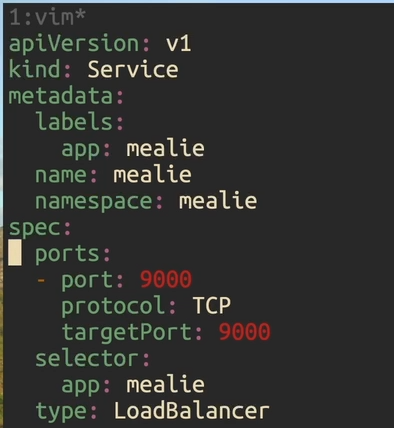 1:vim*
apiVersion: v1
kind: Service
metadata:
  labels:
    app: mealie
  name: mealie
  namespace: mealie
spec:
  ports:
  - port: 9000
    protocol: TCP
    targetPort: 9000
  selector:
    app: mealie
  type: LoadBalancer